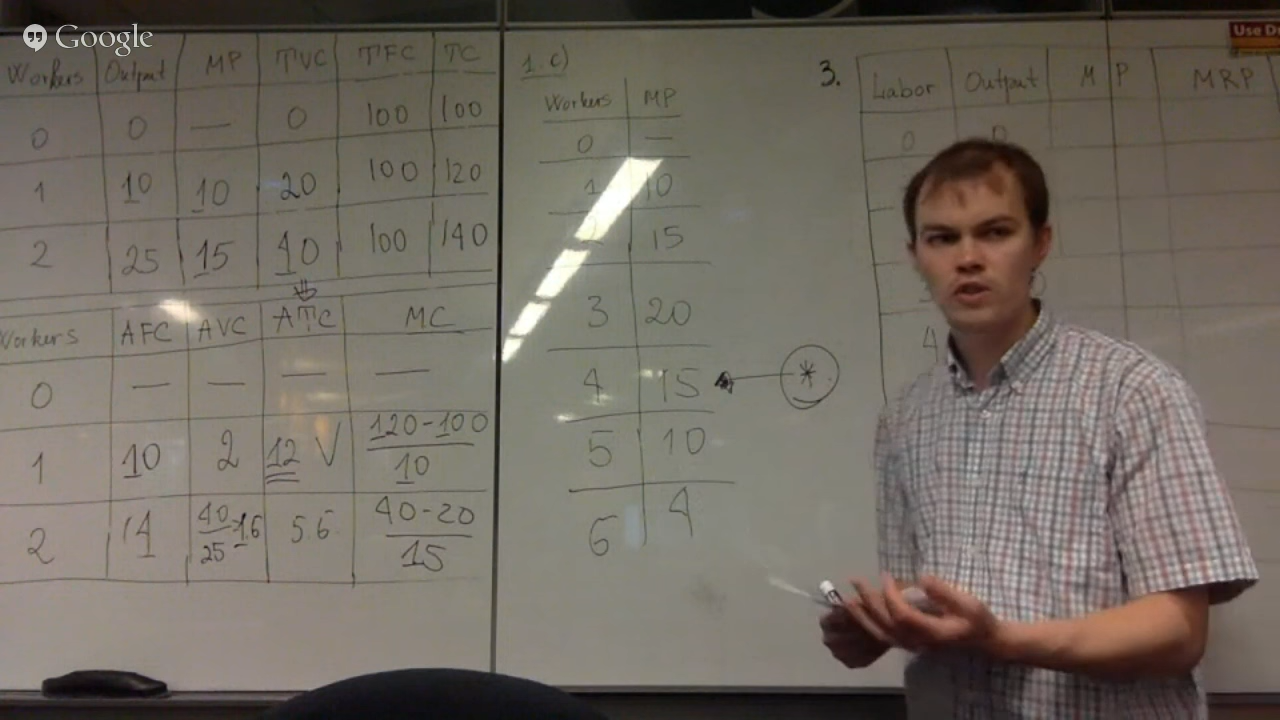 Google
Use D
Workers Output MP TVC TFC TC
0 0 — 0 100 100
1 10 10 20 100 120
2 25 15 40 100 140
Workers AFC AVC ATC MC
0 — — — —
1 10 2 12 V 120-100
10
2 4 40 5.6 40-20
25 1.6 15
1. c)
Workers MP
0 —
1 10
2 15
3 20
4 15 *
5 10
6 4
3.
Labor Output MP MRP
0 0
4